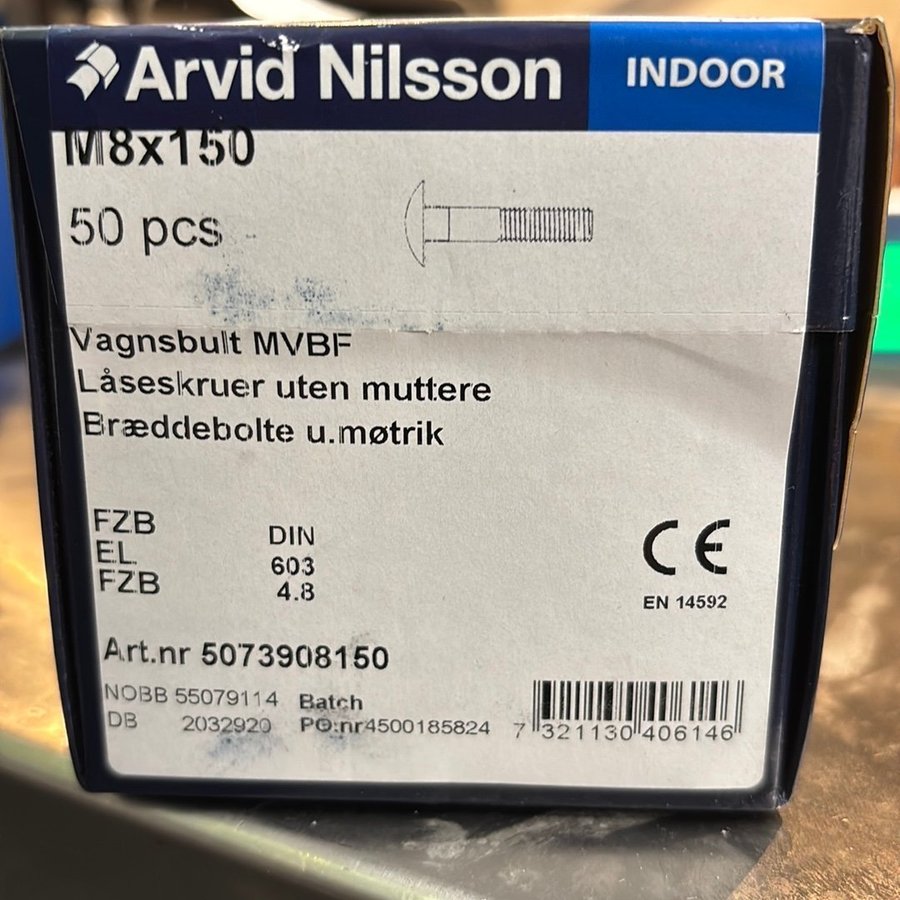 Arvid Nilsson
INDOOR
M8x150
50 pcs
Vagnsbult MVBF
Låseskruer uten muttere
Bræddebolte u.møtrik
FZB DIN
EL 603
FZB 4.8
CE
EN 14592
Art.nr 5073908150
NOBB 55079114 Batch
DB 2032920 PO:nr4500185824
7 321130 406146